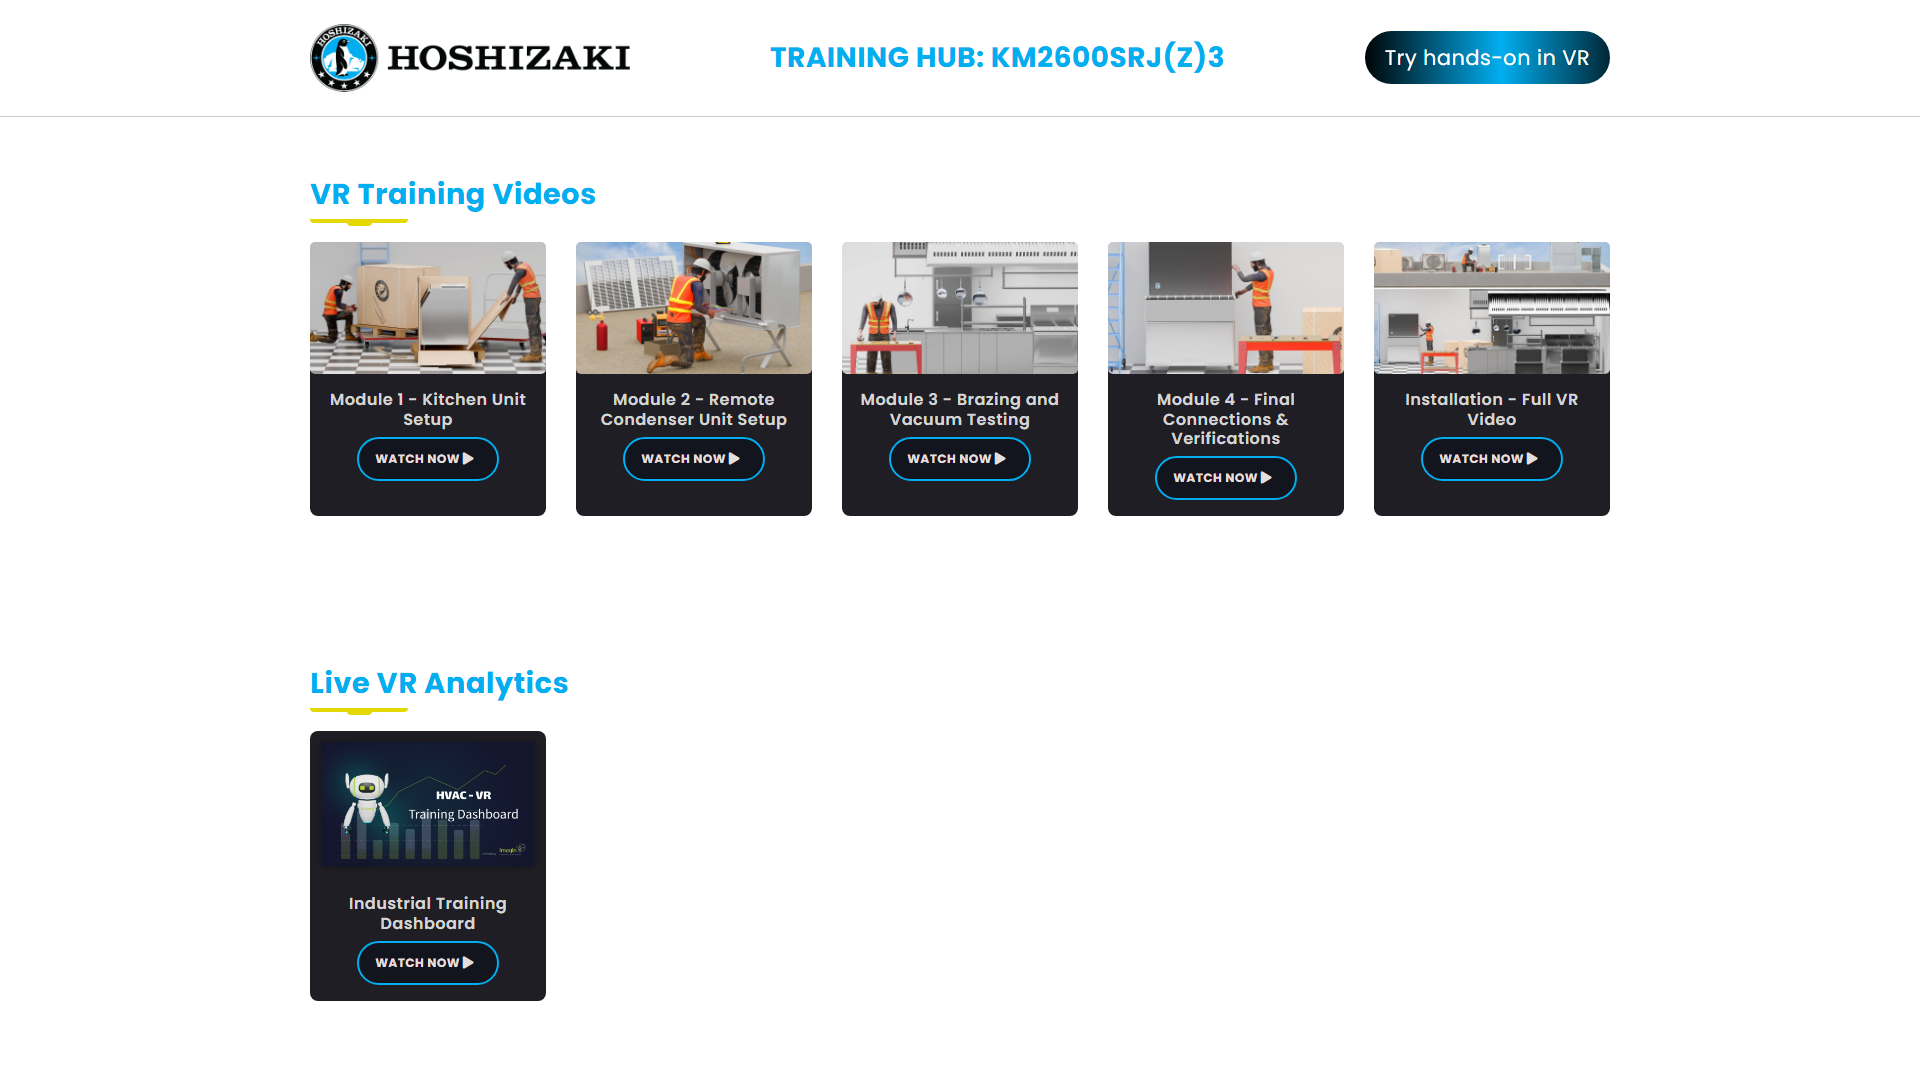 HOSHIZAKI
HOSHIZAKI
TRAINING HUB: KM2600SRJ(Z)3
Try hands-on in VR
VR Training Videos
Module 1 - Kitchen Unit
Setup
WATCH NOW
Module 2 - Remote
Condenser Unit Setup
WATCH NOW
Module 3 - Brazing and
Vacuum Testing
WATCH NOW
Module 4 - Final
Connections &
Verifications
WATCH NOW
Installation - Full VR
Video
WATCH NOW
Live VR Analytics
HVAC - VR
Training Dashboard
Industrial Training
Dashboard
WATCH NOW